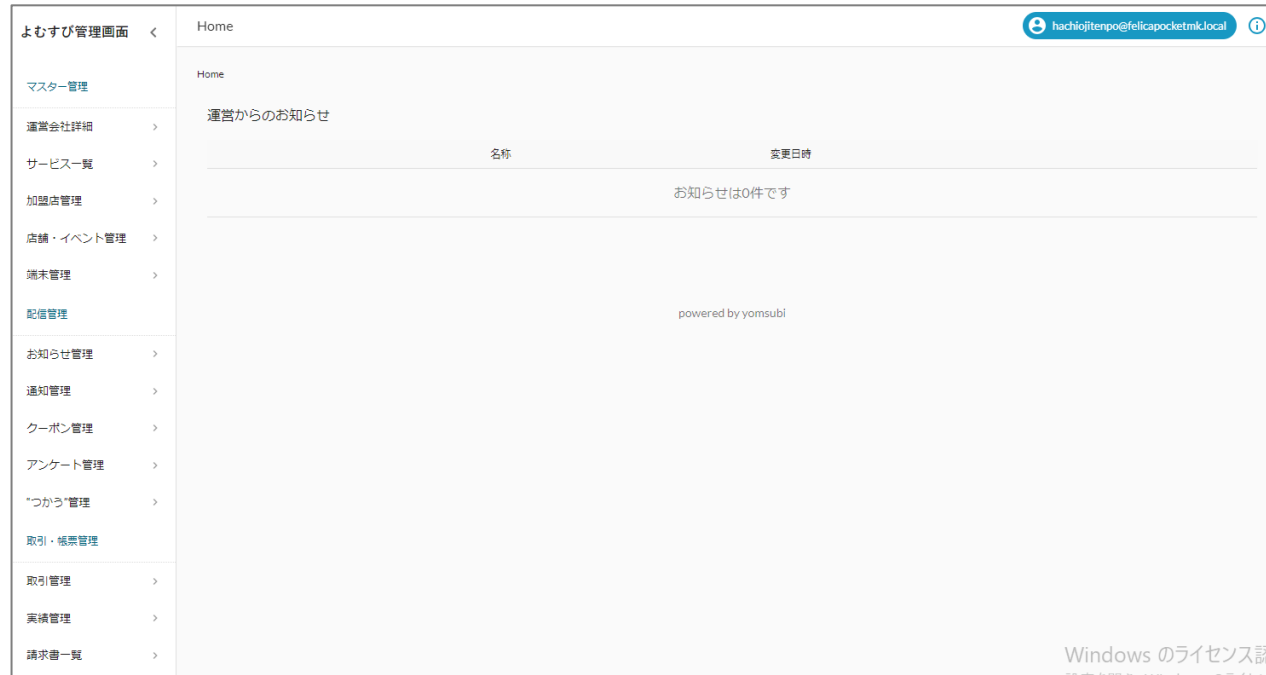 よむすび管理画面
Home
hachiojitenpo@felicapocketmk.local
マスター管理
Home
運営会社詳細
運営からのお知らせ
名称 変更日時
サービス一覧
お知らせは0件です
加盟店管理
店舗・イベント管理
端末管理
配信管理
powered by yomsubi
お知らせ管理
通知管理
クーポン管理
アンケート管理
"つかう"管理
取引・帳票管理
取引管理
実績管理
請求書一覧
Windows のライセンス認